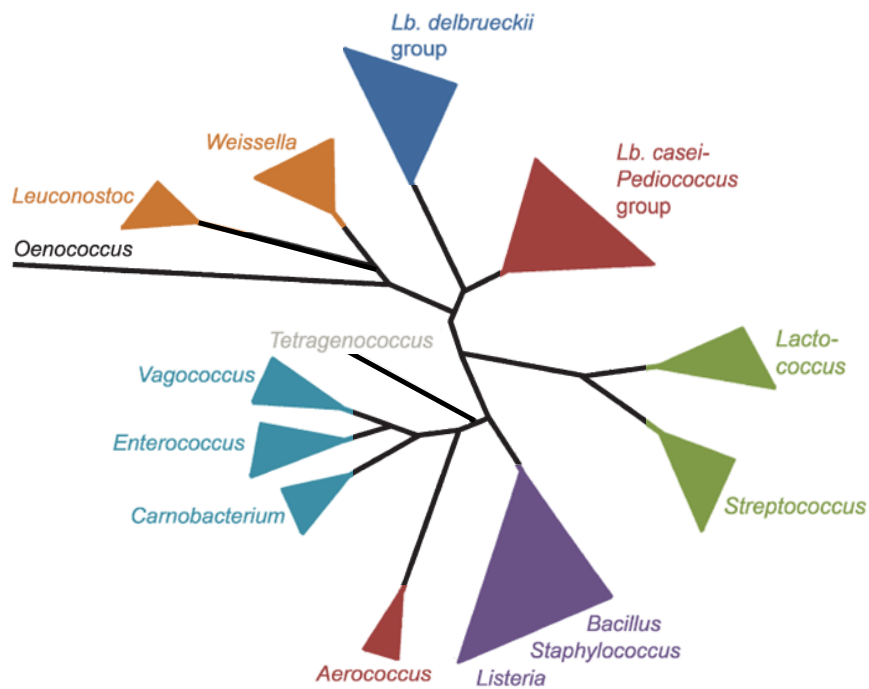 Lb. delbrueckii
group
Weissella
Lb. casei-
Pediococcus
group
Leuconostoc
Oenococcus
Tetragenococcus
Lacto-
coccus
Vagococcus
Enterococcus
Carnobacterium
Streptococcus
Bacillus
Staphylococcus
Listeria
Aerococcus